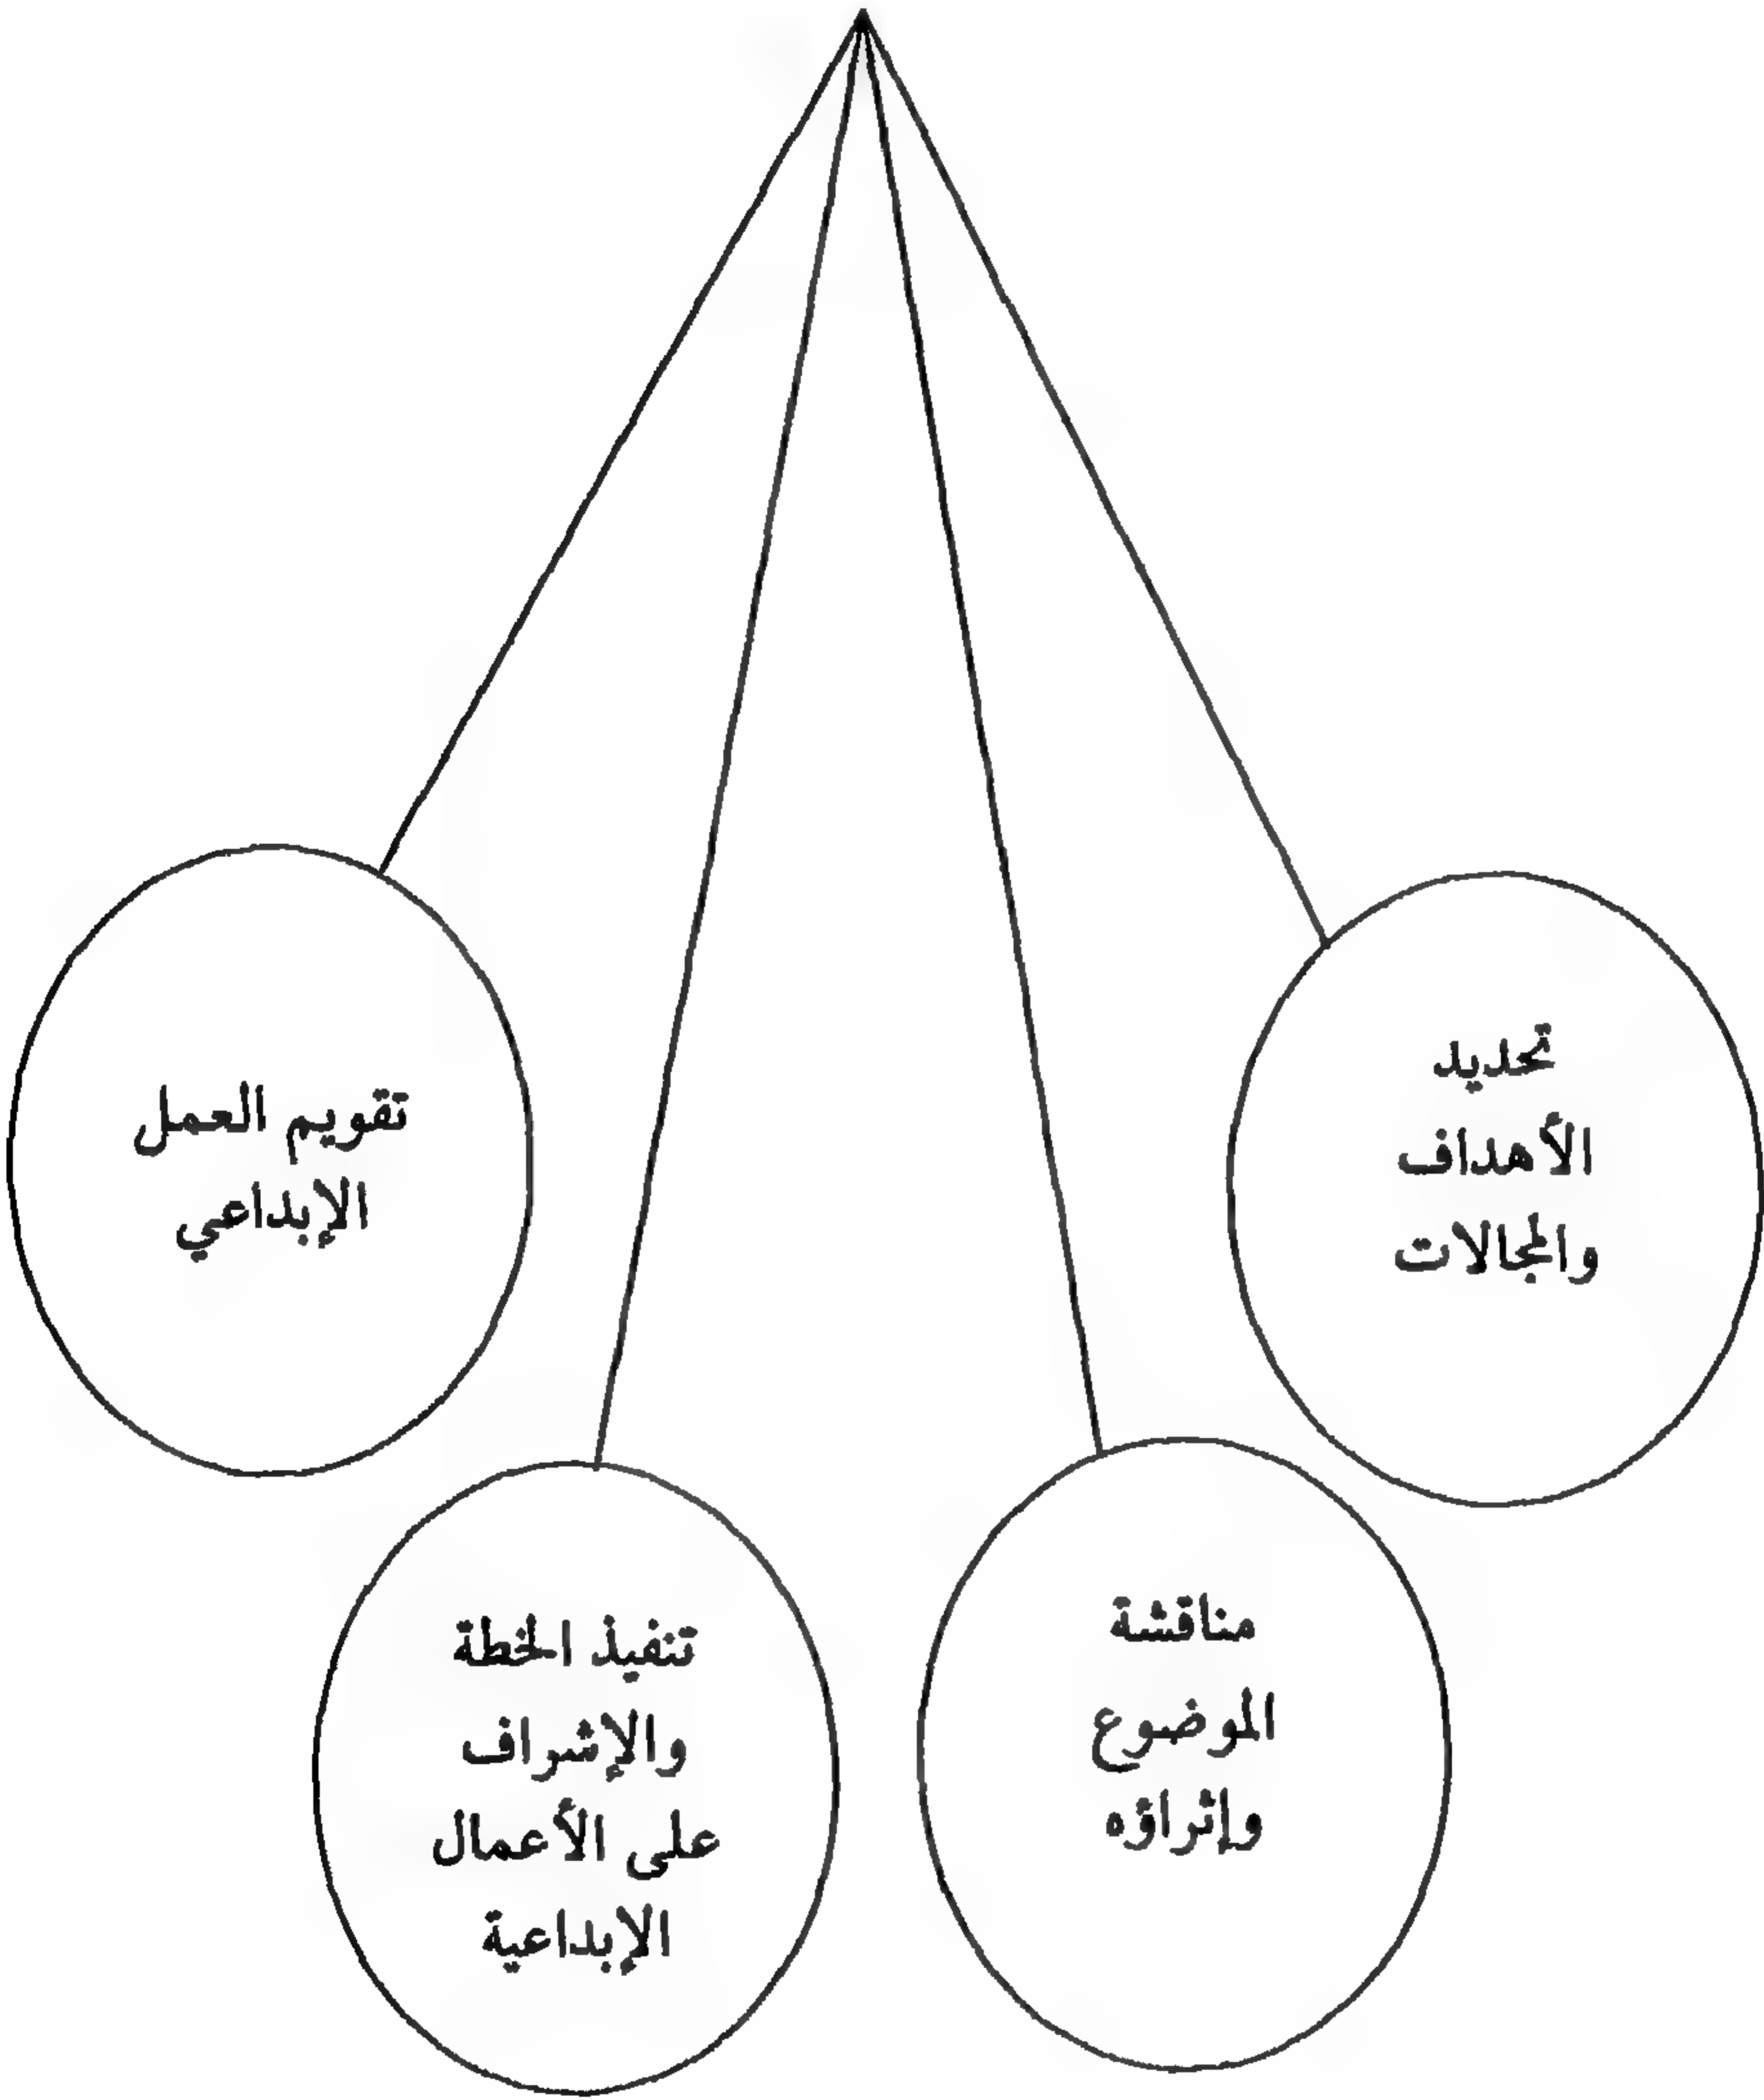 تحديد
الأهداف
والمجالات
مناقشة
الموضوع
وإثراؤه
تنفيذ الخطة
والإشراف
على الأعمال
الإبداعية
تقويم العمل
الإبداعي